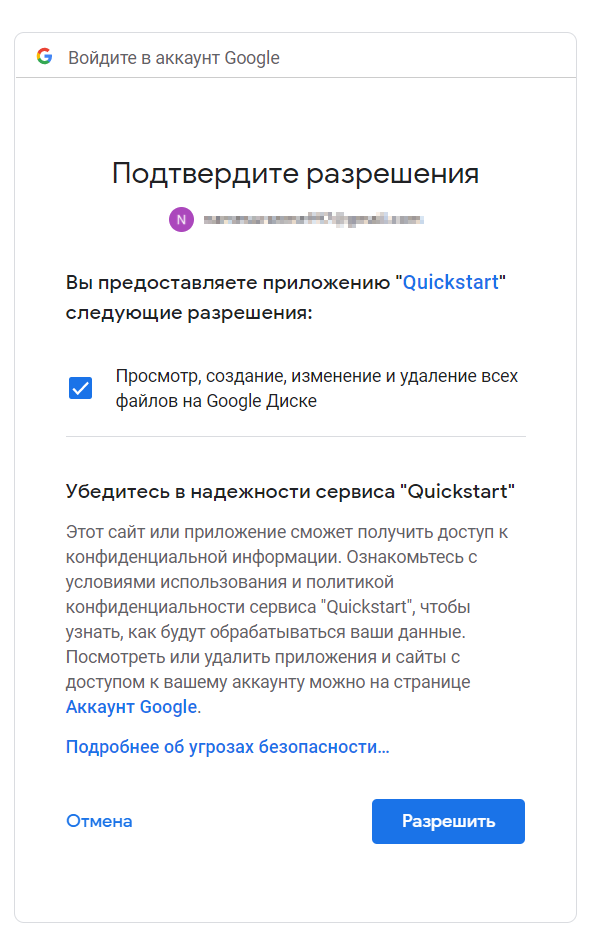 Войдите в аккаунт Google
Подтвердите разрешения
N
Вы предоставляете приложению "Quickstart"
следующие разрешения:
Просмотр, создание, изменение и удаление всех
файлов на Google Диске
Убедитесь в надежности сервиса "Quickstart"
Этот сайт или приложение сможет получить доступ к
конфиденциальной информации. Ознакомьтесь с
условиями использования и политикой
конфиденциальности сервиса "Quickstart", чтобы
узнать, как будут обрабатываться ваши данные.
Посмотреть или удалить приложения и сайты с
доступом к вашему аккаунту можно на странице
Аккаунт Google.
Подробнее об угрозах безопасности...
Отмена
Разрешить